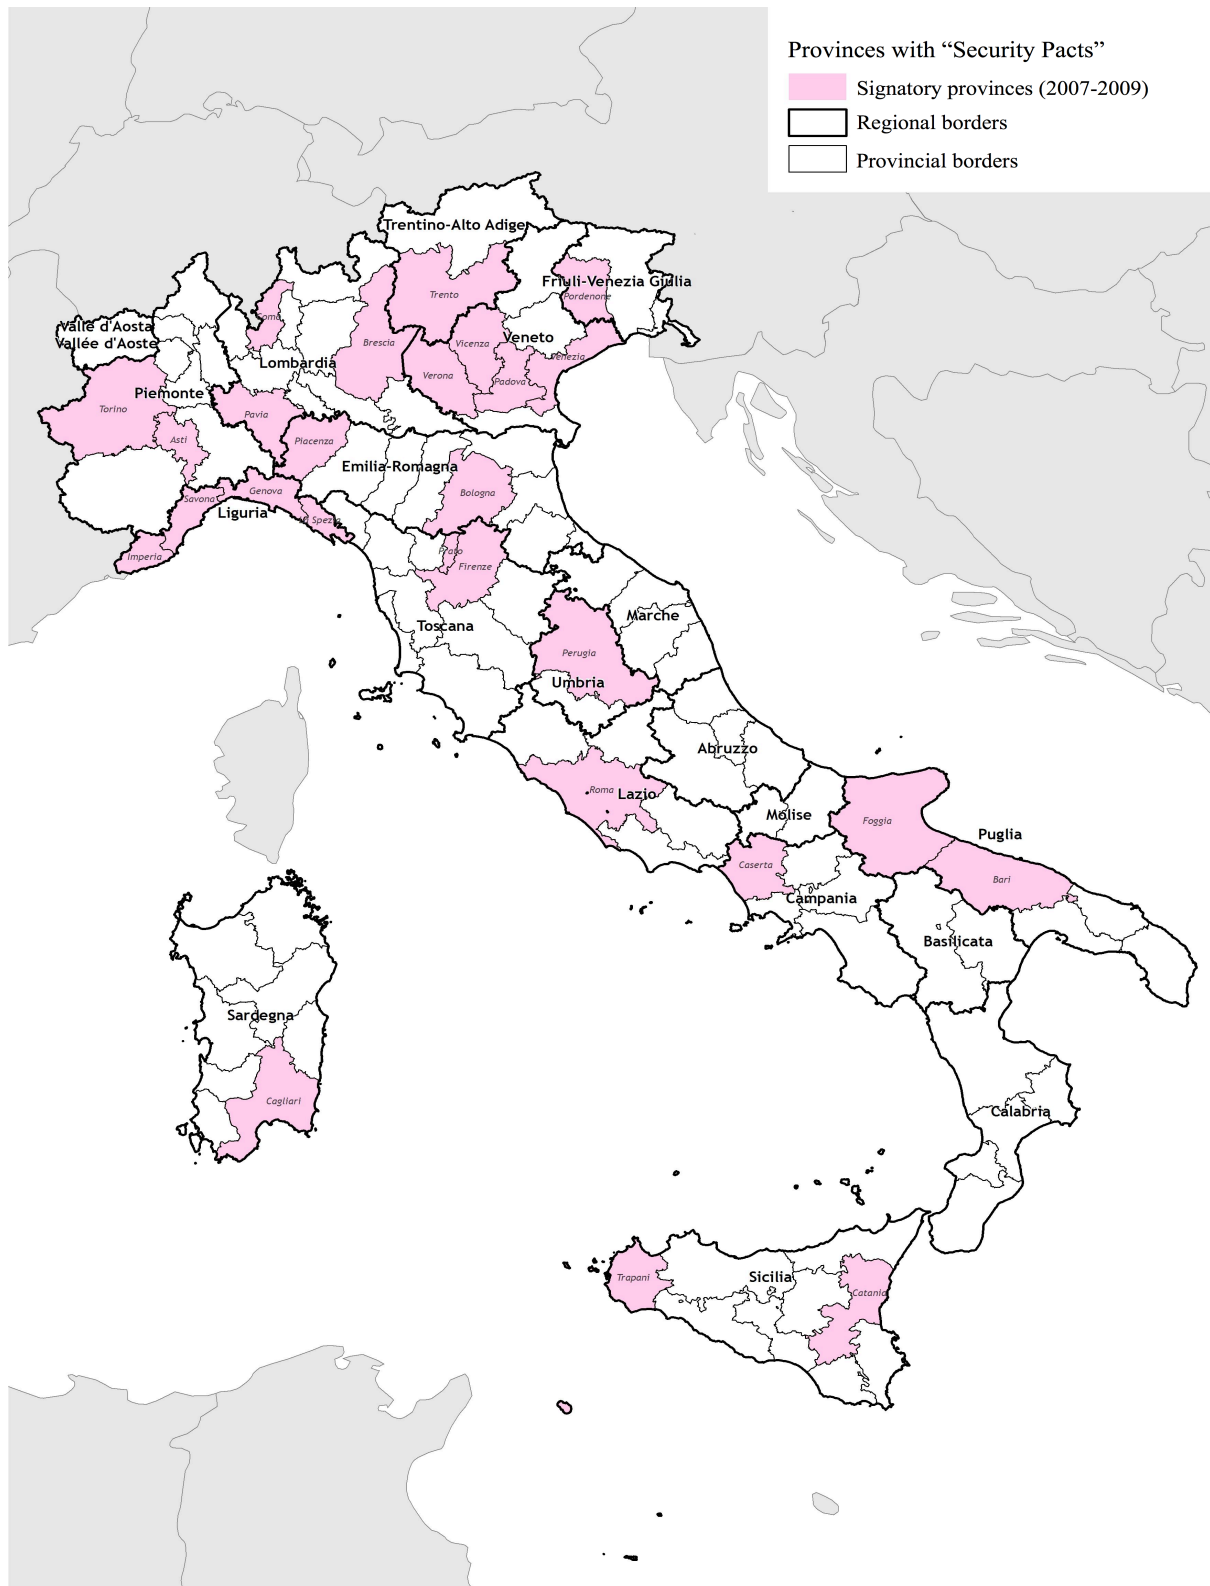 Provinces with “Security Pacts”
Signatory provinces (2007-2009)
Regional borders
Provincial borders
Trentino-Alto Adige
Friuli-Venezia Giulia
Trento
Pordenone
Como
Valle d'Aosta
Vallée d'Aoste
Veneto
Vicenza
Brescia
Venezia
Lombardia
Verona
Padova
Piemonte
Torino
Pavia
Asti
Piacenza
Emilia-Romagna
Bologna
Genova
Savona
Liguria
La Spezia
Imperia
Prato
Firenze
Marche
Toscana
Perugia
Umbria
Abruzzo
Roma
Lazio
Molise
Foggia
Puglia
Caserta
Bari
Campania
Basilicata
Sardegna
Cagliari
Calabria
Trapani
Sicilia
Catania